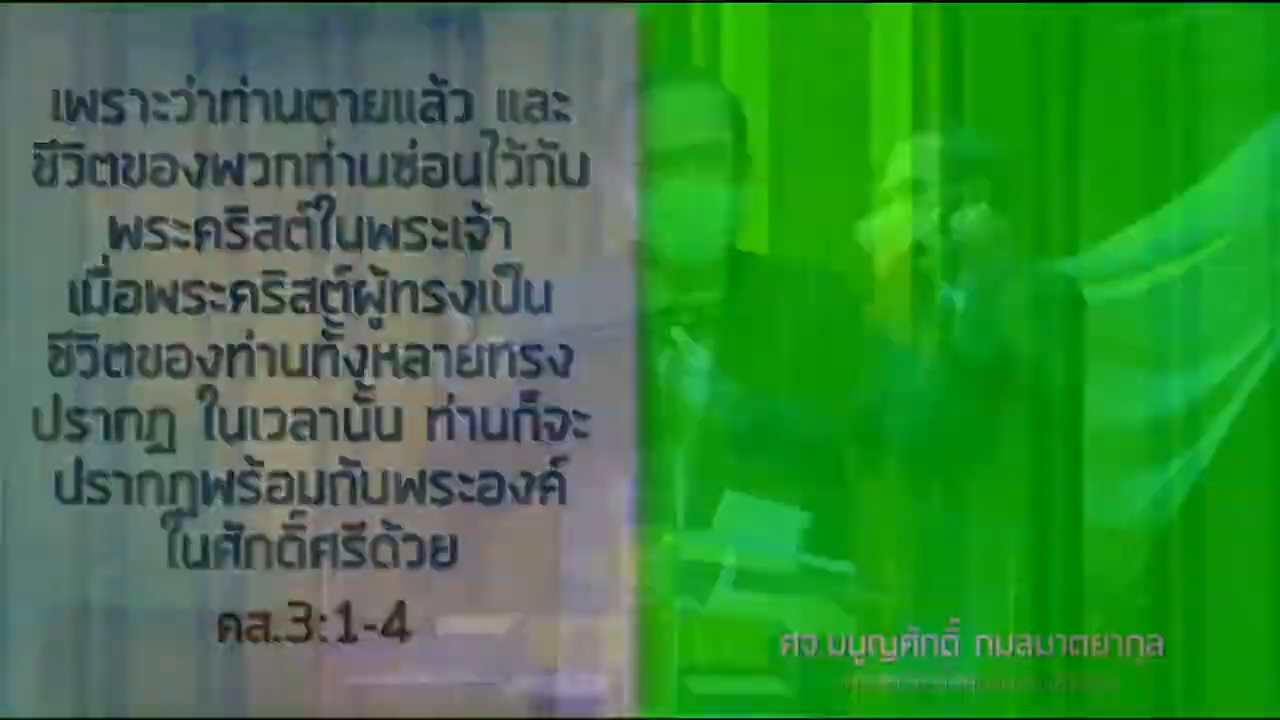 เพราะว่าท่านตายแล้ว และ
ชีวิตของพวกท่านซ่อนไว้กับ
พระคริสต์ในพระเจ้า
เมื่อพระคริสต์ผู้ทรงเป็น
ชีวิตของท่านทั้งหลายทรง
ปรากฏ ในเวลานั้น ท่านก็จะ
ปรากฏพร้อมกับพระองค์
ในศักดิ์ศรีด้วย
คส.3:1-4
ศจ.มนูญศักดิ์ กมลมาตยากุล